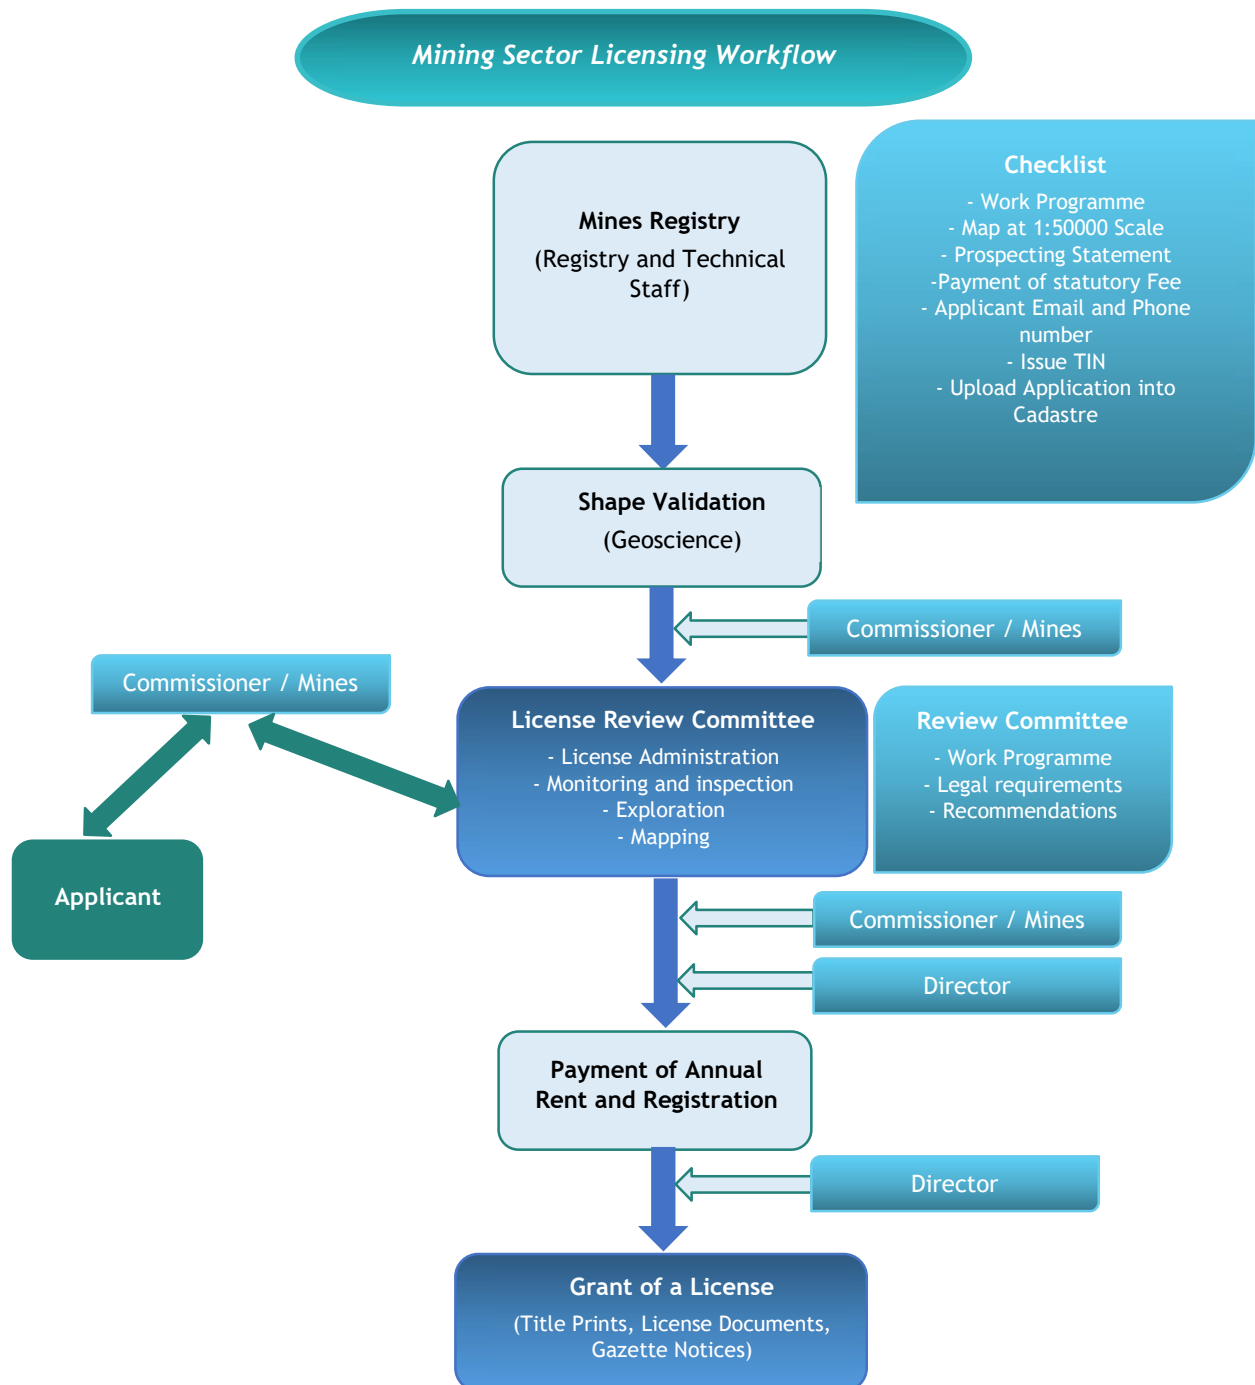 Mining Sector Licensing Workflow
Mines Registry
(Registry and Technical
Staff)
Checklist
- Work Programme
- Map at 1:50000 Scale
- Prospecting Statement
-Payment of statutory Fee
- Applicant Email and Phone
number
- Issue TIN
- Upload Application into
Cadastre
Shape Validation
(Geoscience)
Commissioner / Mines
Commissioner / Mines
License Review Committee
- License Administration
- Monitoring and inspection
- Exploration
- Mapping
Review Committee
- Work Programme
- Legal requirements
- Recommendations
Applicant
Commissioner / Mines
Director
Payment of Annual
Rent and Registration
Director
Grant of a License
(Title Prints, License Documents,
Gazette Notices)